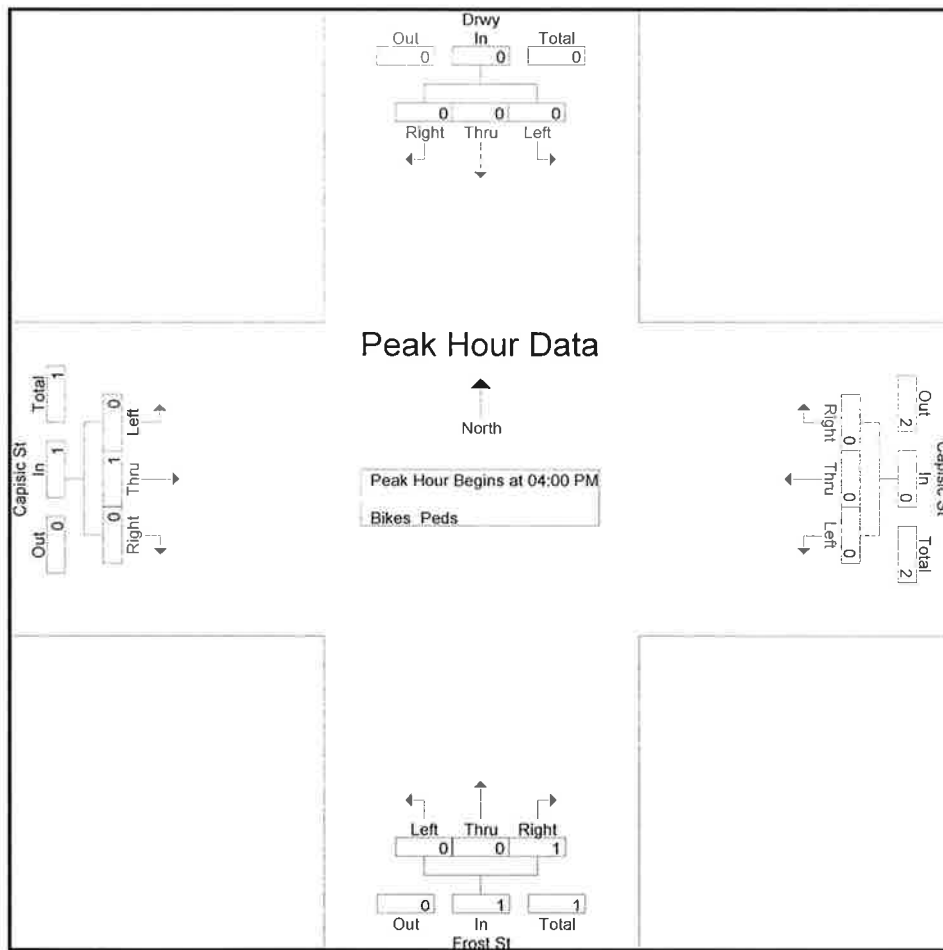 Drwy
Out In Total
0 0 0
0 0 0
Right Thru Left
Peak Hour Data
North
Peak Hour Begins at 04:00 PM
Bikes Peds
Capisic St
Total In Out
1 1 0
0 1 0
Left Thru Right
Right Thru Left
0 0 0
2 0 2
Out In Total
Capisic St
Left Thru Right
0 0 1
0 1 1
Out In Total
Frost St